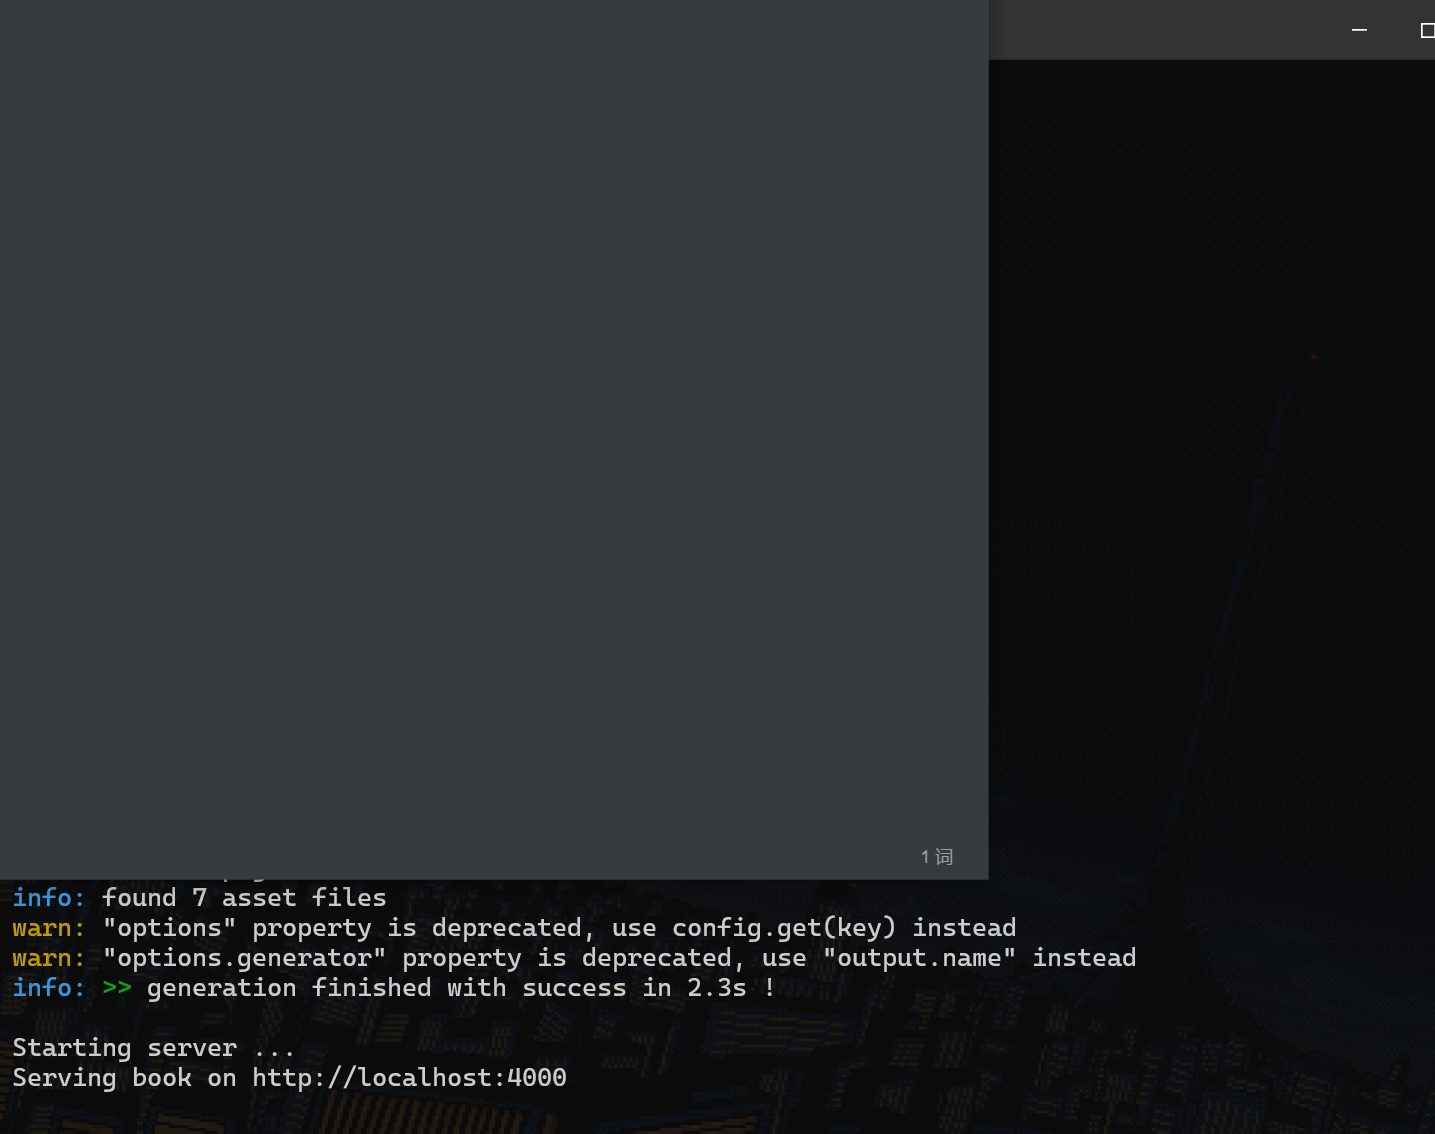 1 词
info: found 7 asset files
warn: "options" property is deprecated, use config.get(key) instead
warn: "options.generator" property is deprecated, use "output.name" instead
info: >> generation finished with success in 2.3s !
Starting server ...
Serving book on http://localhost:4000